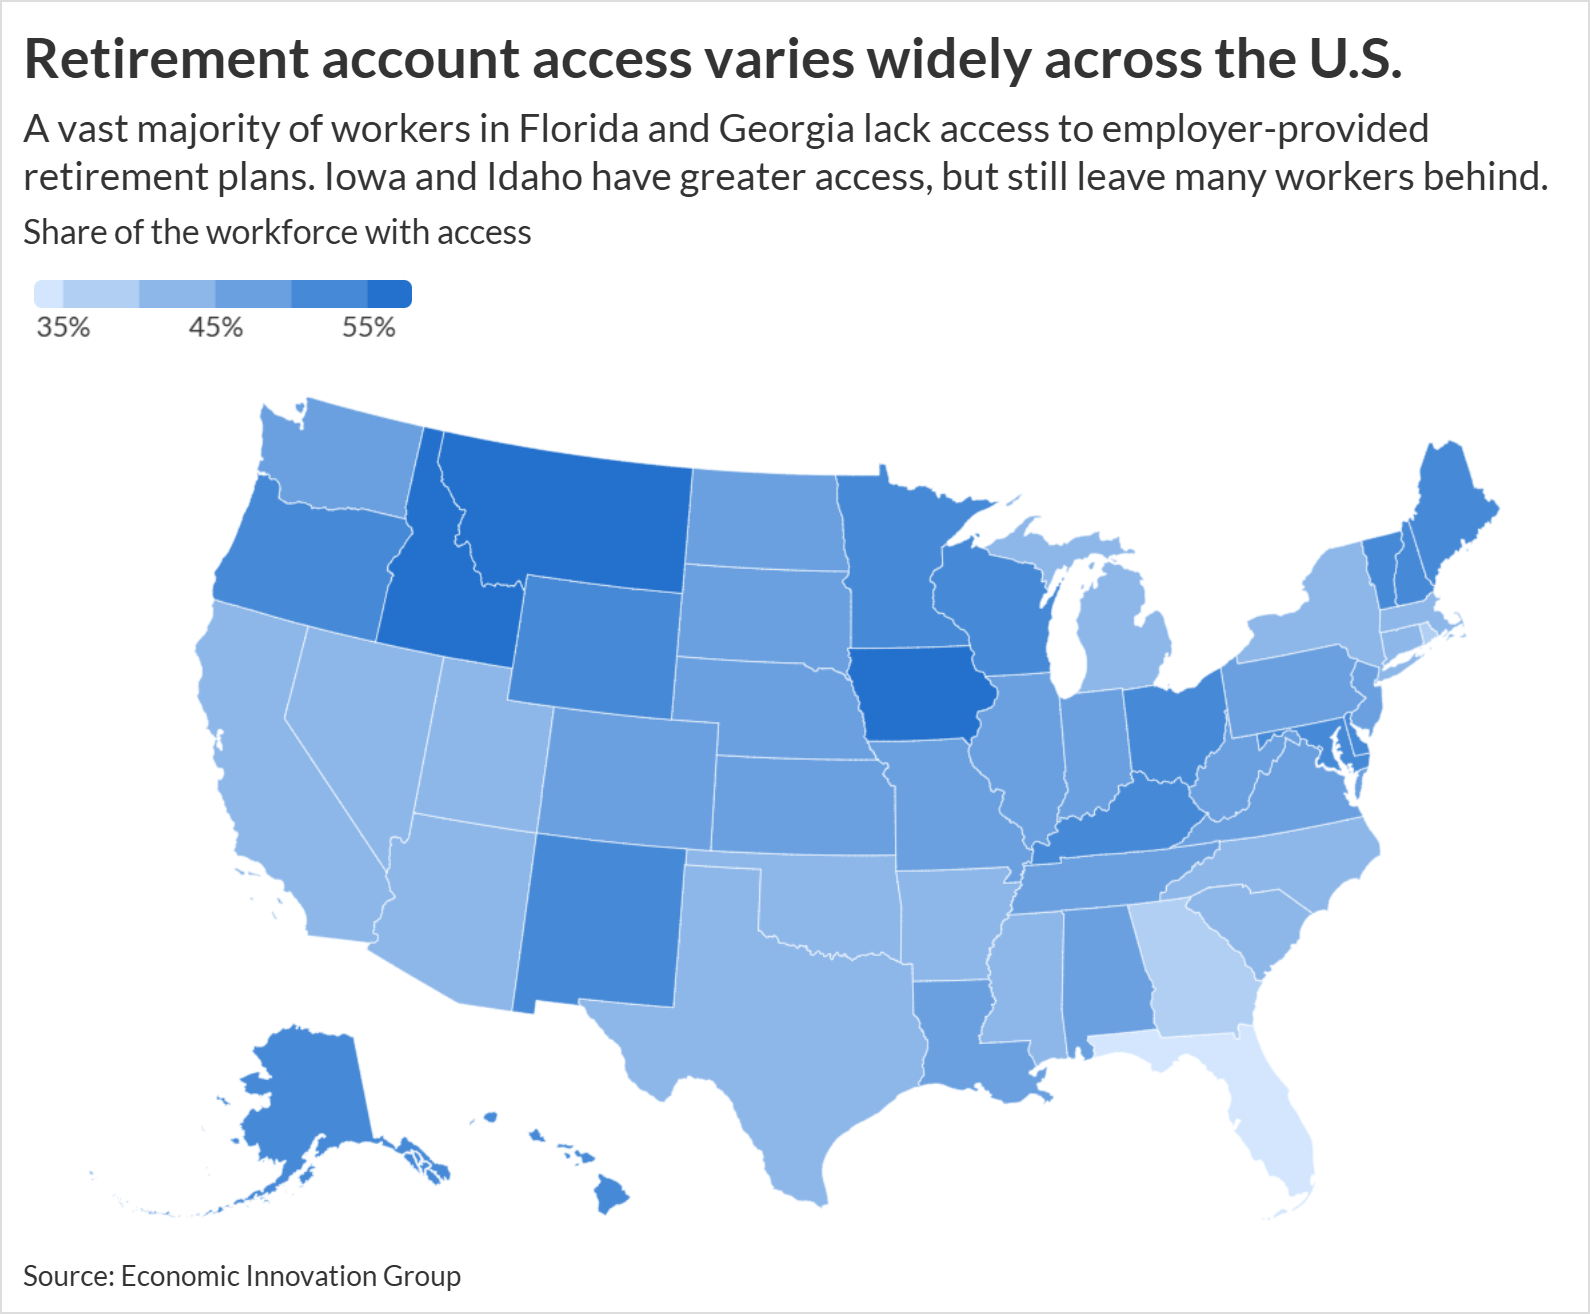 Retirement account access varies widely across the U.S.
A vast majority of workers in Florida and Georgia lack access to employer-provided
retirement plans. Iowa and Idaho have greater access, but still leave many workers behind.
Share of the workforce with access
35% 45% 55%
Source: Economic Innovation Group